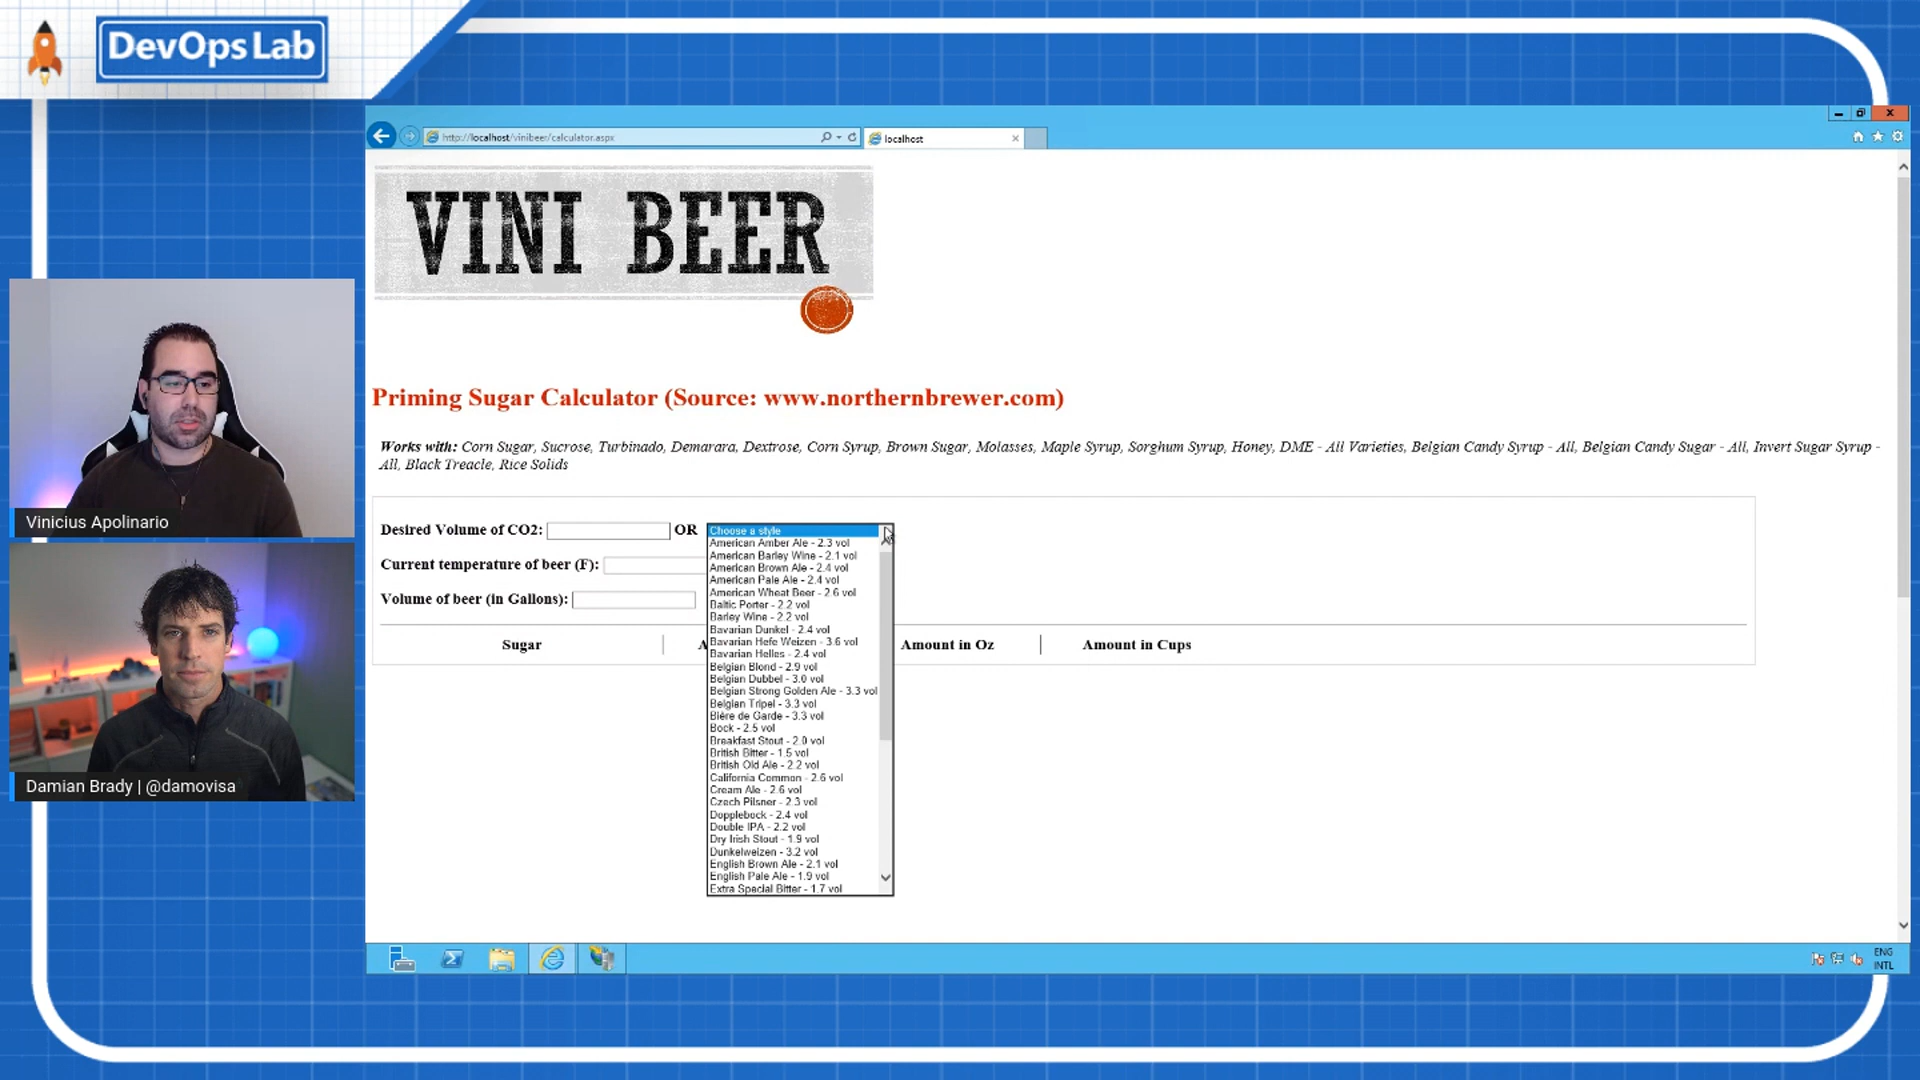 DevOps Lab
http://localhost/vinibeer/calculator.aspx
localhost
VINI BEER
Priming Sugar Calculator (Source: www.northernbrewer.com)
Works with: Corn Sugar, Sucrose, Turbinado, Demarara, Dextrose, Corn Syrup, Brown Sugar, Molasses, Maple Syrup, Sorghum Syrup, Honey, DME - All Varieties, Belgian Candy Syrup - All, Belgian Candy Sugar - All, Invert Sugar Syrup -
All, Black Treacle, Rice Solids
Desired Volume of CO2: OR
Current temperature of beer (F):
Volume of beer (in Gallons):
Sugar
Amount in Oz
Amount in Cups
Choose a style
American Amber Ale - 2.3 vol
American Barley Wine - 2.1 vol
American Brown Ale - 2.4 vol
American Pale Ale - 2.4 vol
American Wheat Beer - 2.6 vol
Baltic Porter - 2.2 vol
Barley Wine - 2.2 vol
Bavarian Dunkel - 2.4 vol
Bavarian Hefe Weizen - 3.6 vol
Bavarian Helles - 2.4 vol
Belgian Blond - 2.9 vol
Belgian Dubbel - 3.0 vol
Belgian Strong Golden Ale - 3.3 vol
Belgian Tripel - 3.3 vol
Bière de Garde - 3.3 vol
Bock - 2.5 vol
Breakfast Stout - 2.0 vol
British Bitter - 1.5 vol
British Old Ale - 2.2 vol
California Common - 2.6 vol
Cream Ale - 2.6 vol
Czech Pilsner - 2.3 vol
Dopplebock - 2.4 vol
Double IPA - 2.2 vol
Dry Irish Stout - 1.9 vol
Dunkelweizen - 3.2 vol
English Brown Ale - 2.1 vol
English Pale Ale - 1.9 vol
Extra Special Bitter - 1.7 vol
Vinicius Apolinario
Damian Brady | @damovisa
ENG
INTL